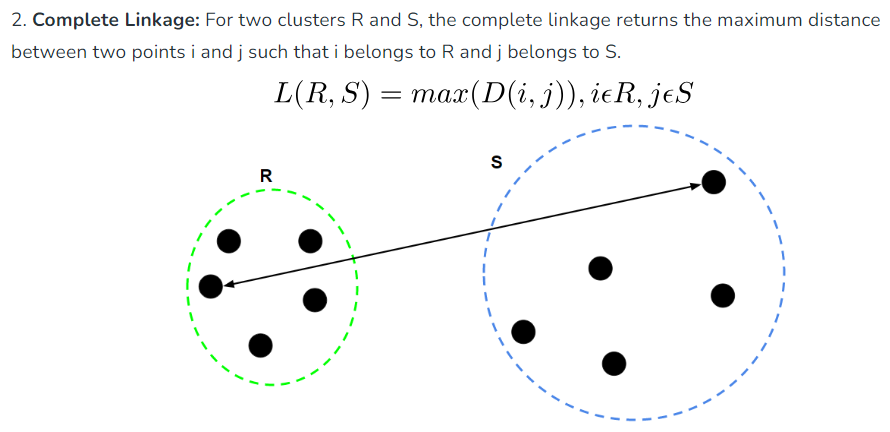 2. Complete Linkage: For two clusters R and S, the complete linkage returns the maximum distance
between two points i and j such that i belongs to R and j belongs to S.
L(R, S) = max(D(i, j)), iϵR, jϵS
S
R